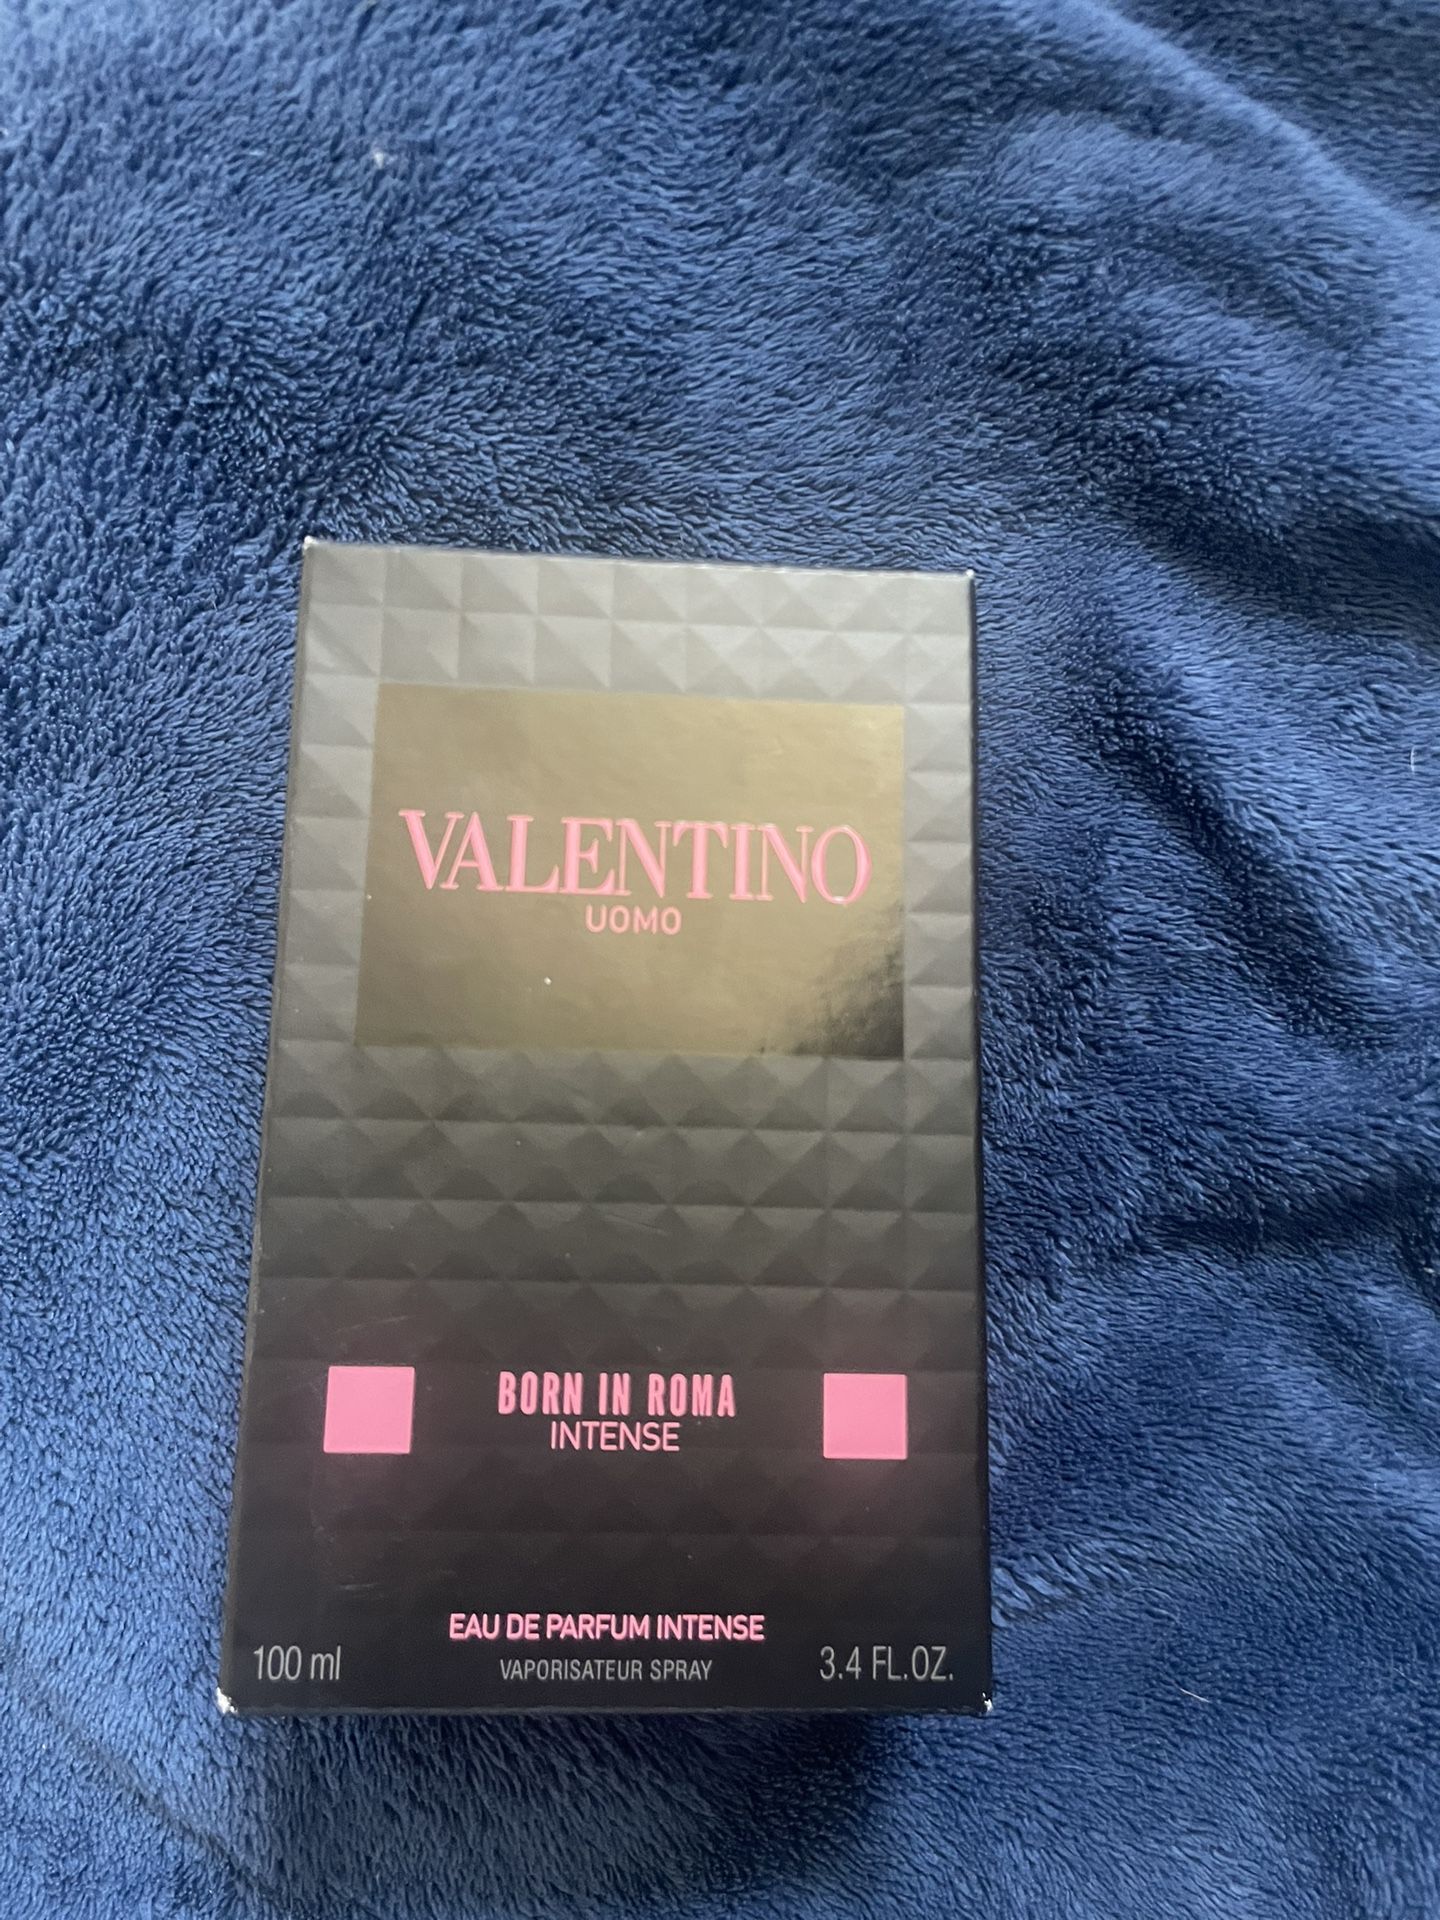 VALENTINO
UOMO
BORN IN ROMA
INTENSE
EAU DE PARFUM INTENSE
100 ml VAPORISATEUR SPRAY 3.4 FL.OZ.